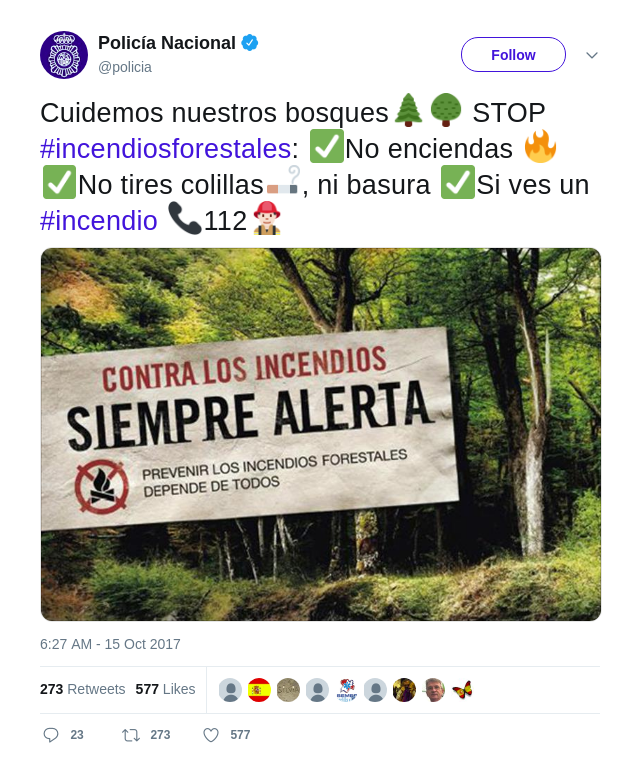 Policía Nacional
@policia
Follow
Cuidemos nuestros bosques🌲🌳 STOP
#incendiosforestales: ✅No enciendas 🔥
✅No tires colillas🚬, ni basura ✅Si ves un
#incendio 📞112👨‍🚒
CONTRA LOS INCENDIOS
SIEMPRE ALERTA
PREVENIR LOS INCENDIOS FORESTALES
DEPENDE DE TODOS
6:27 AM - 15 Oct 2017
273 Retweets 577 Likes
23 273 577